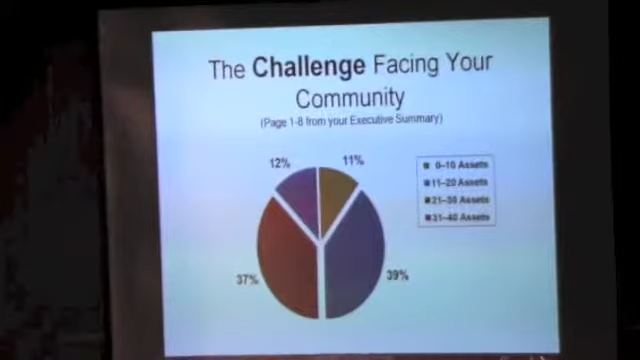 The Challenge Facing Your
Community
(Page 1-8 from your Executive Summary)
12%
11%
0–10 Assets
11–20 Assets
21–30 Assets
31–40 Assets
37%
39%